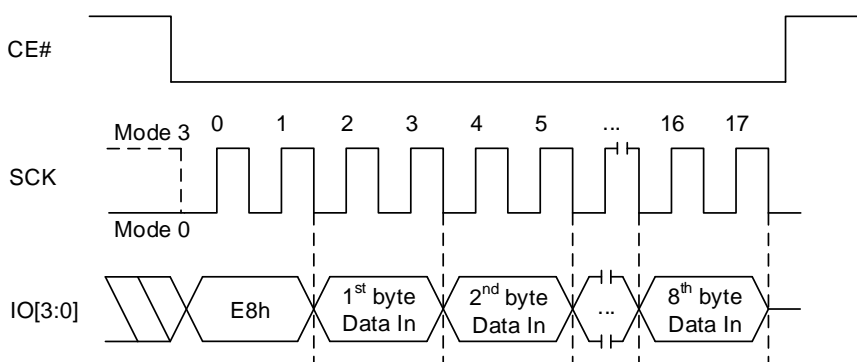 CE#
Mode 3
0 1 2 3 4 5 ... 16 17
SCK
Mode 0
IO[3:0]
E8h
1st byte
Data In
2nd byte
Data In
...
8th byte
Data In